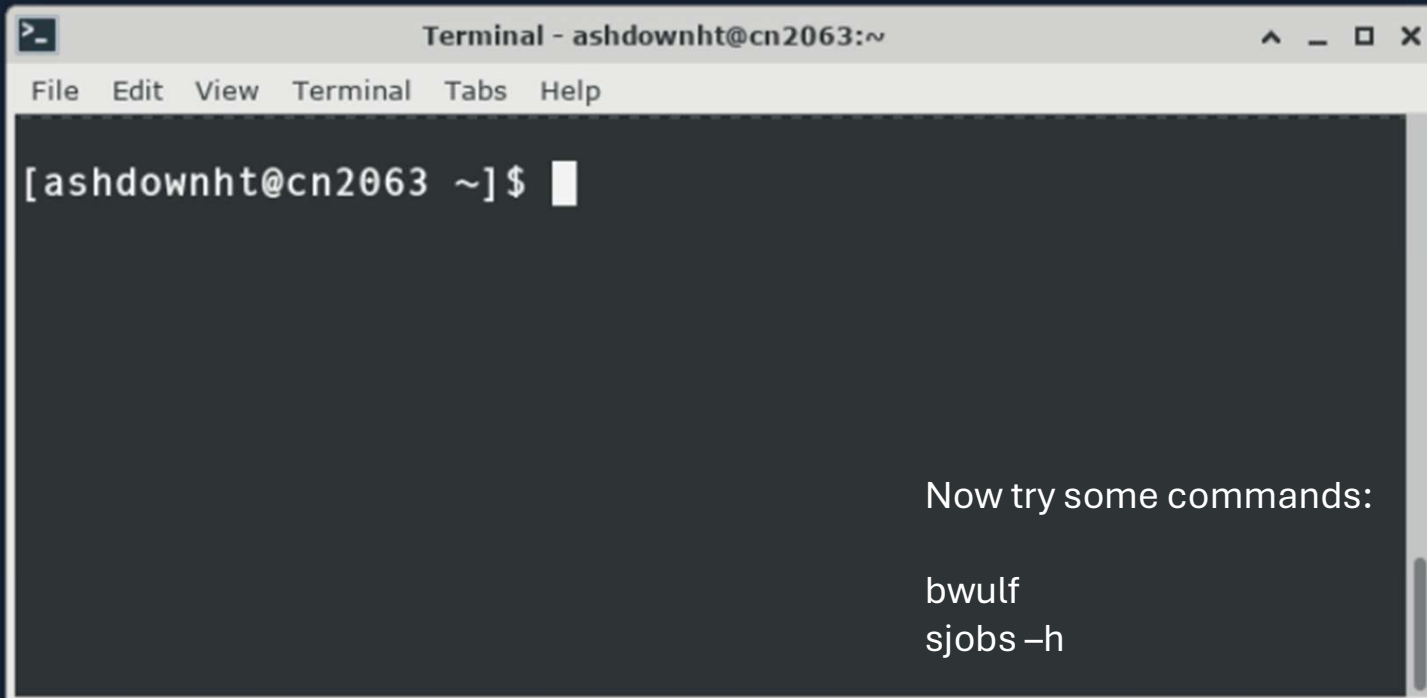 Terminal - ashdownht@cn2063:~
File Edit View Terminal Tabs Help
[ashdownht@cn2063 ~]$
Now try some commands:
bwulf
sjobs –h